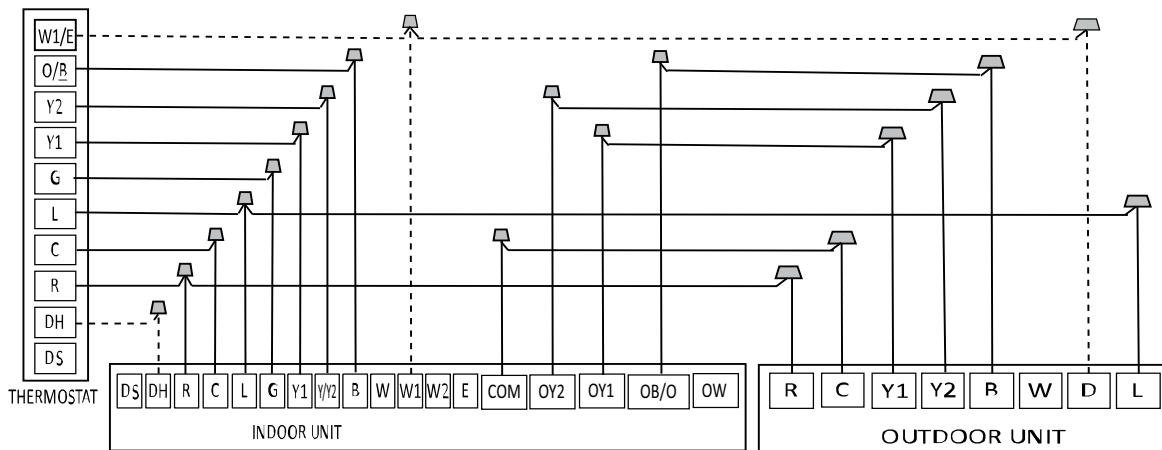 W1/E
O/B
Y2
Y1
G
L
C
R
DH
DS
THERMOSTAT
DS DH R C L G Y1 Y/Y2 B W W1 W2 E COM OY2 OY1 OB/O OW
INDOOR UNIT
R C Y1 Y2 B W D L
OUTDOOR UNIT